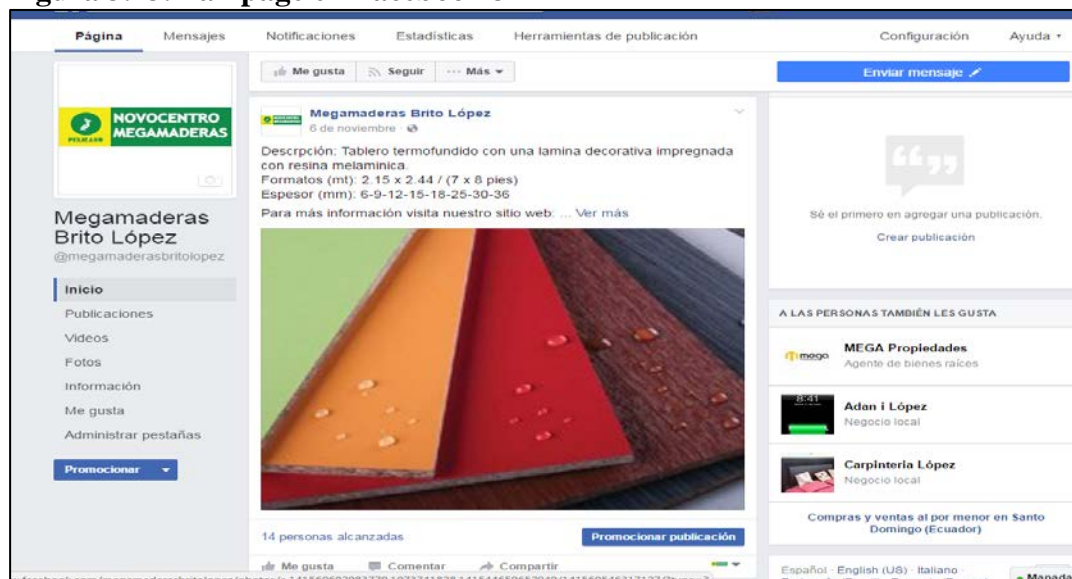 Página Mensajes Notificaciones Estadísticas Herramientas de publicación Configuración Ayuda
Me gusta Seguir ··· Más
Enviar mensaje
PELIKANO
NOVOCENTRO
MEGAMADERAS
Megamaderas
Brito López
@megamaderasbritolopez
Inicio
Publicaciones
Videos
Fotos
Información
Me gusta
Administrar pestañas
Promocionar
Megamaderas Brito López
6 de noviembre ·
Descrpción: Tablero termofundido con una lamina decorativa impregnada
con resina melaminica.
Formatos (mt): 2.15 x 2.44 / (7 x 8 pies)
Espesor (mm): 6-9-12-15-18-25-30-36
Para más información visita nuestro sitio web: ... Ver más
14 personas alcanzadas
Promocionar publicación
Me gusta Comentar Compartir
Sé el primero en agregar una publicación.
Crear publicación
A LAS PERSONAS TAMBIÉN LES GUSTA
mega
MEGA Propiedades
Agente de bienes raíces
8:41
Adan i López
Negocio local
Carpinteria López
Negocio local
Compras y ventas al por menor en Santo
Domingo (Ecuador)
Español · English (US) · Italiano ·